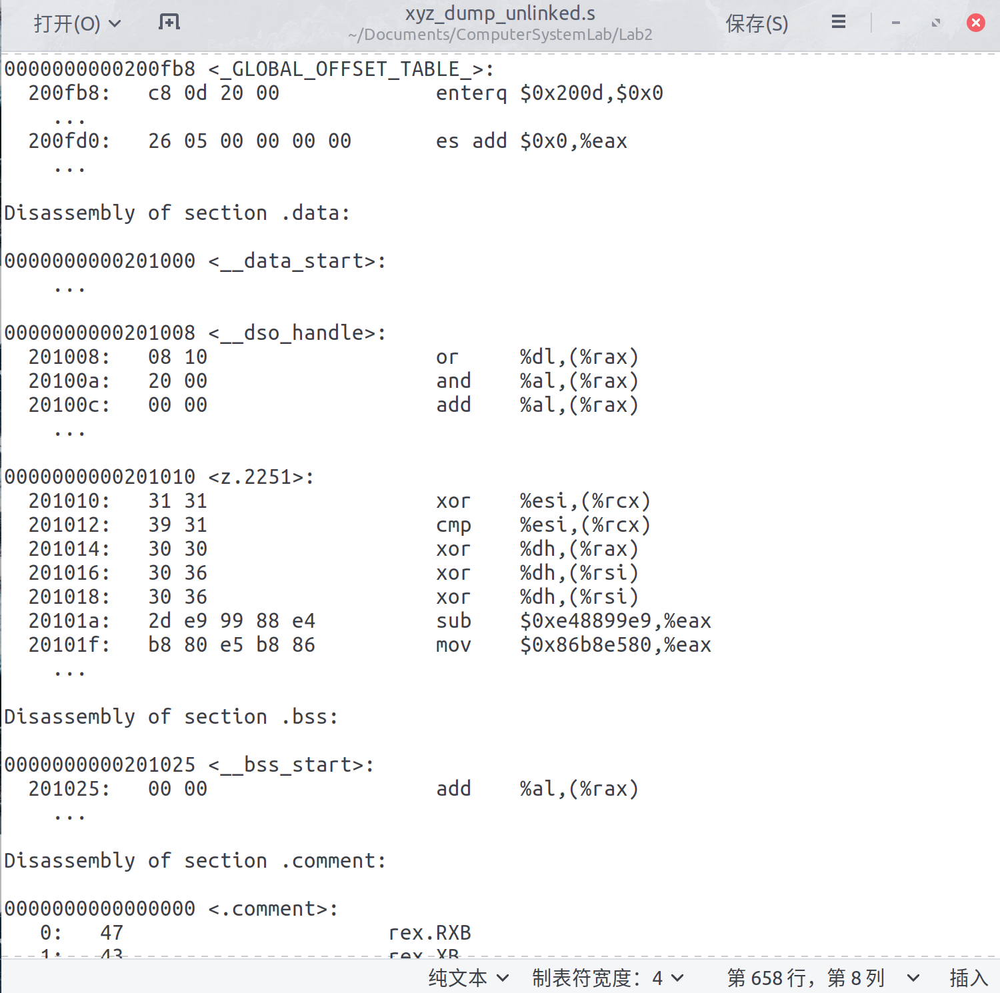 打开(O)
xyz_dump_unlinked.s
~/Documents/ComputerSystemLab/Lab2
保存(S)
0000000000200fb8 <_GLOBAL_OFFSET_TABLE_>:
200fb8: c8 0d 20 00 enterq $0x200d,$0x0
...
200fd0: 26 05 00 00 00 00 es add $0x0,%eax
...
Disassembly of section .data:
0000000000201000 <__data_start>:
...
0000000000201008 <__dso_handle>:
201008: 08 10 or %dl,(%rax)
20100a: 20 00 and %al,(%rax)
20100c: 00 00 add %al,(%rax)
...
0000000000201010 <z.2251>:
201010: 31 31 xor %esi,(%rcx)
201012: 39 31 cmp %esi,(%rcx)
201014: 30 30 xor %dh,(%rax)
201016: 30 36 xor %dh,(%rsi)
201018: 30 36 xor %dh,(%rsi)
20101a: 2d e9 99 88 e4 sub $0xe48899e9,%eax
20101f: b8 80 e5 b8 86 mov $0x86b8e580,%eax
...
Disassembly of section .bss:
0000000000201025 <__bss_start>:
201025: 00 00 add %al,(%rax)
...
Disassembly of section .comment:
0000000000000000 <.comment>:
0: 47 rex.RXB
1: 43 rex.XB
纯文本 制表符宽度：4 第 658 行，第 8 列 插入